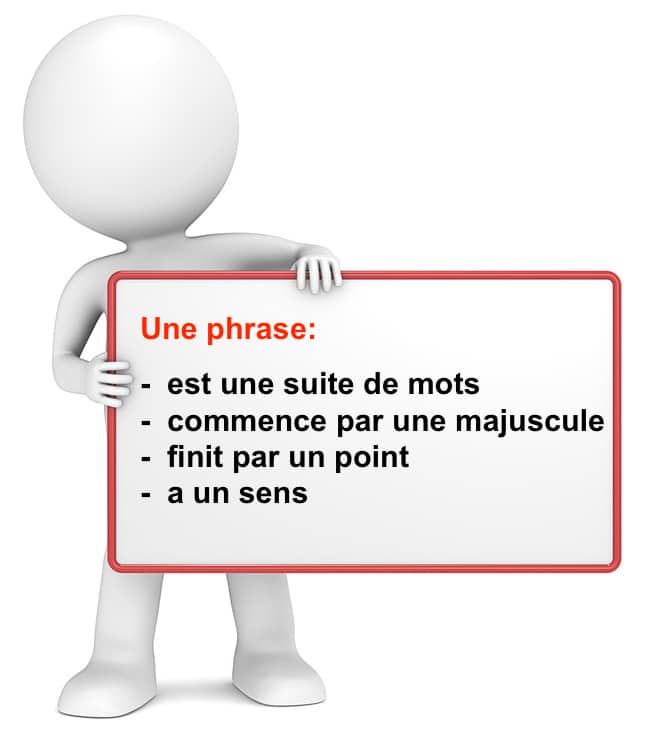 Une phrase:
- est une suite de mots
- commence par une majuscule
- finit par un point
- a un sens